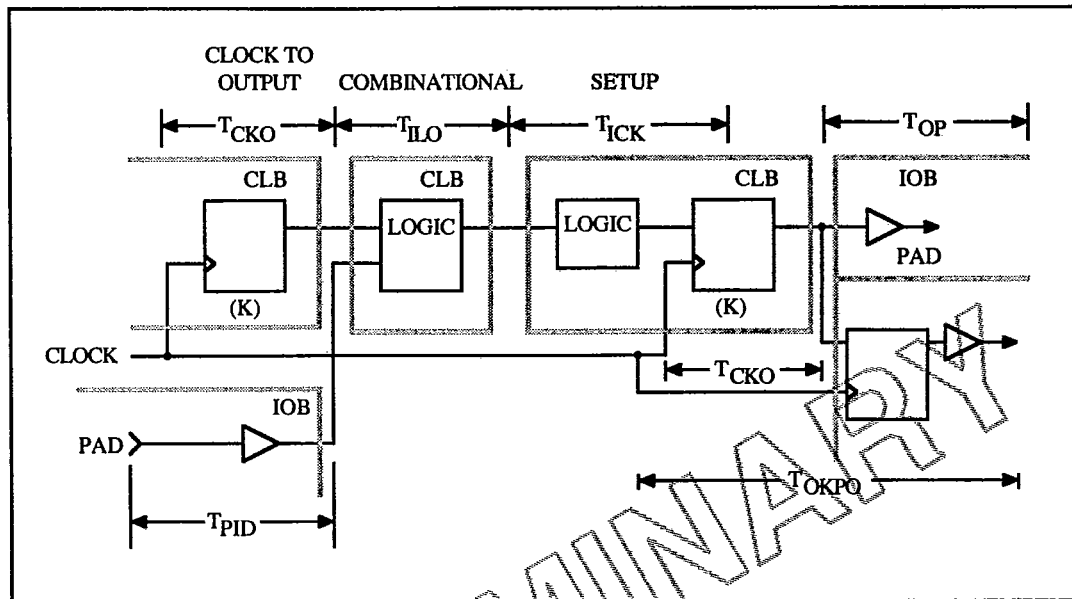 CLOCK TO
OUTPUT
COMBINATIONAL
SETUP
TCKO
TILO
TICK
TOP
CLB
CLB
CLB
IOB
LOGIC
LOGIC
PAD
(K)
(K)
CLOCK
TCKO
IOB
PAD
TOKPO
TPID